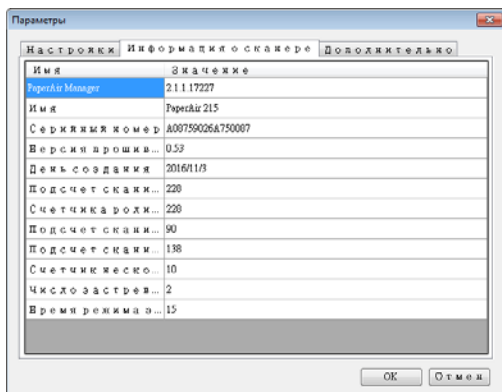 Параметры
Настройки Информация о сканере Дополнительно
Имя Значение
PaperAir Manager 2.1.1.17227
Имя PaperAir 215
Серийный номер A08759026A750087
Версия прошив... 0.53
День создания 2016/11/3
Подсчет скани... 228
Счетчика роли... 228
Подсчет скани... 90
Подсчет скани... 138
Счетчик неско... 10
Число застрев... 2
Время режима э... 15
OK Отмен